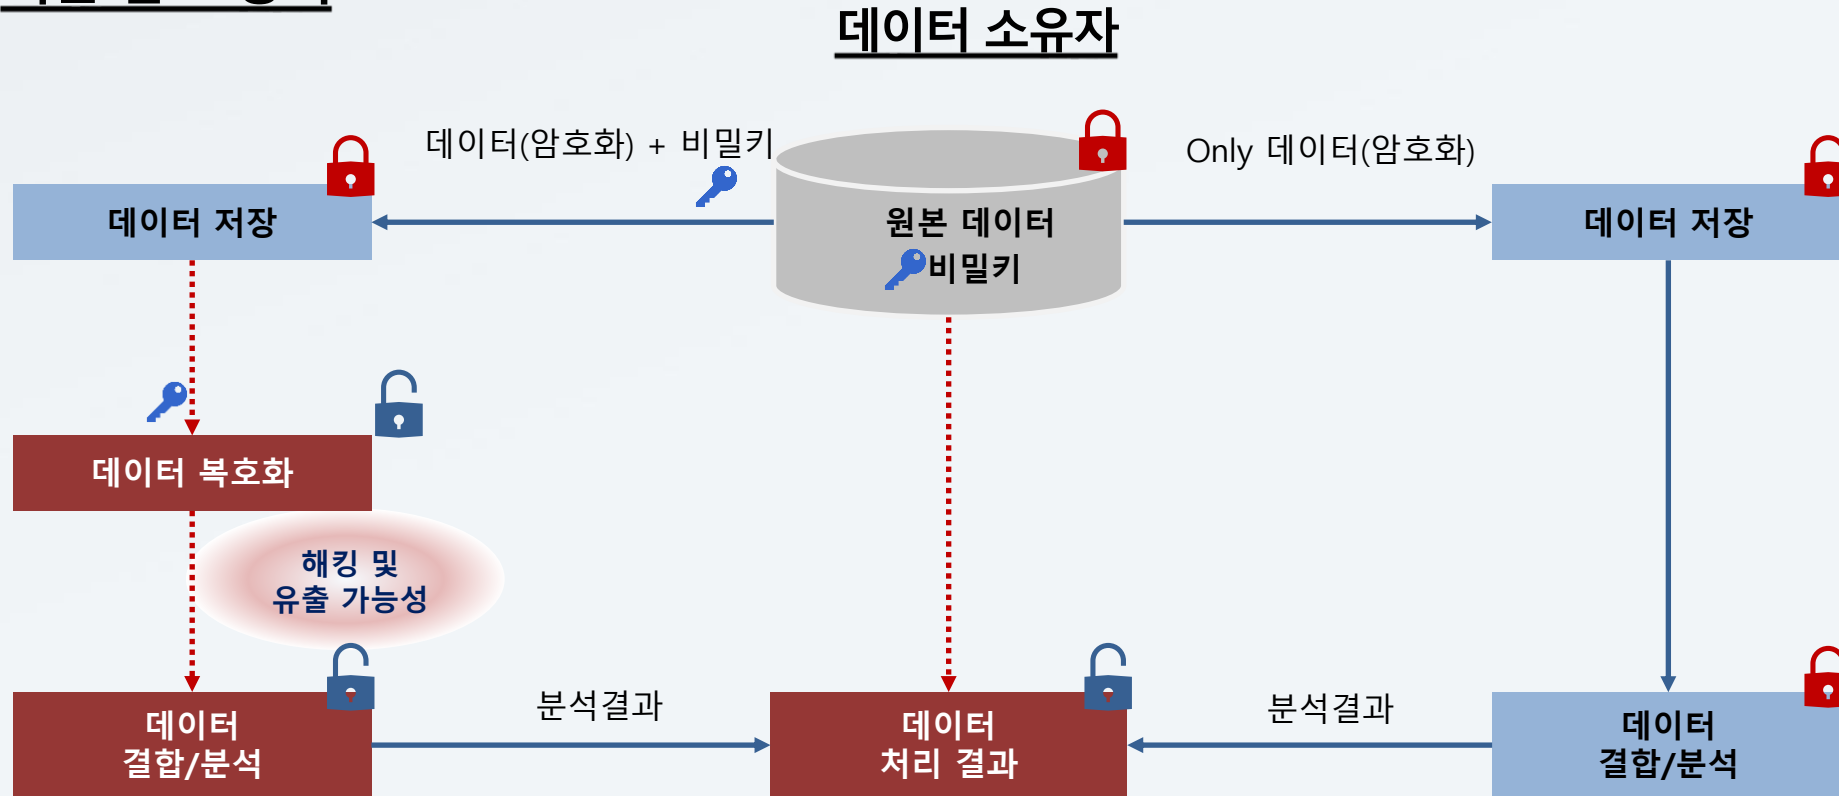 데이터 소유자
데이터(암호화) + 비밀키
Only 데이터(암호화)
데이터 저장
원본 데이터
비밀키
데이터 저장
데이터 복호화
해킹 및
유출 가능성
데이터
결합/분석
분석결과
데이터
처리 결과
분석결과
데이터
결합/분석